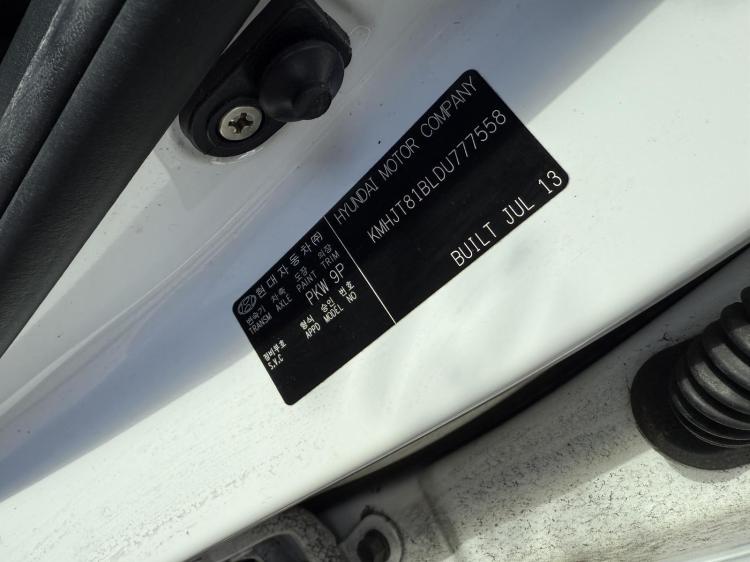 현대자동차㈜
HYUNDAI MOTOR COMPANY
변속기 차축 도장 의장
TRANSM AXLE PAINT TRIM
KMHJT81BLDU777558
PKW 9P
형식 승인 번호
APPD MODEL NO
BUILT JUL 13
정비부호
S.V.C